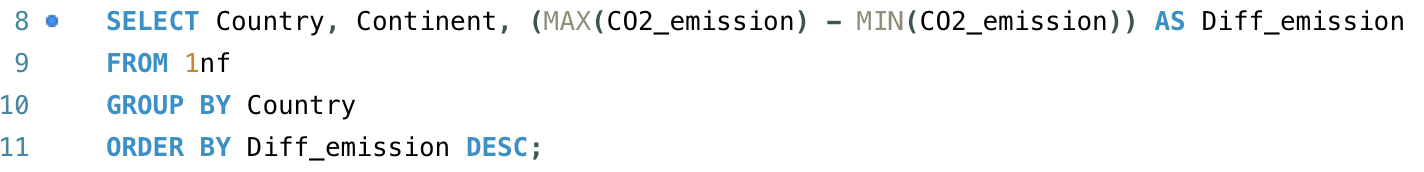 8 SELECT Country, Continent, (MAX(CO2_emission) - MIN(CO2_emission)) AS Diff_emission
9 FROM 1nf
10 GROUP BY Country
11 ORDER BY Diff_emission DESC;